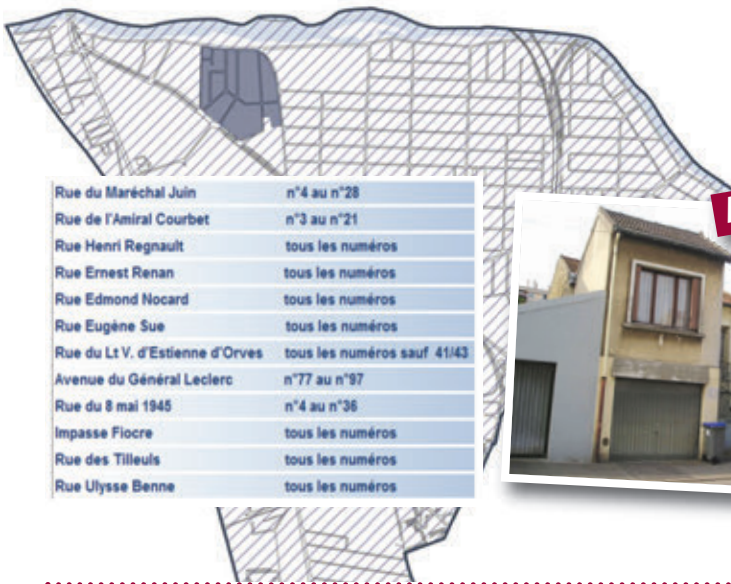 Rue du Maréchal Juin n°4 au n°28
Rue de l'Amiral Courbet n°3 au n°21
Rue Henri Regnault tous les numéros
Rue Ernest Renan tous les numéros
Rue Edmond Nocard tous les numéros
Rue Eugène Sue tous les numéros
Rue du Lt V. d'Estienne d'Orves tous les numéros sauf 41/43
Avenue du Général Leclerc n°77 au n°97
Rue du 8 mai 1945 n°4 au n°36
Impasse Fiocre tous les numéros
Rue des Tilleuls tous les numéros
Rue Ulysse Benne tous les numéros